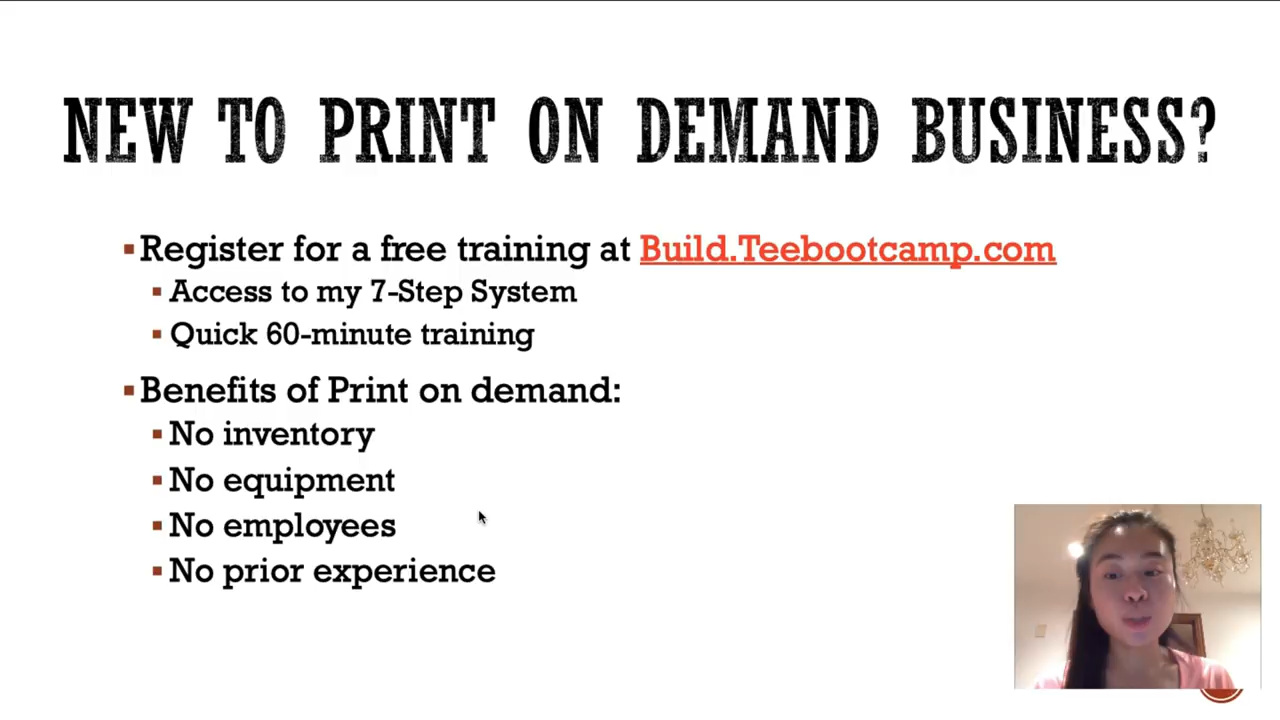 NEW TO PRINT ON DEMAND BUSINESS?
Register for a free training at Build.Teebootcamp.com
Access to my 7-Step System
Quick 60-minute training
Benefits of Print on demand:
No inventory
No equipment
No employees
No prior experience